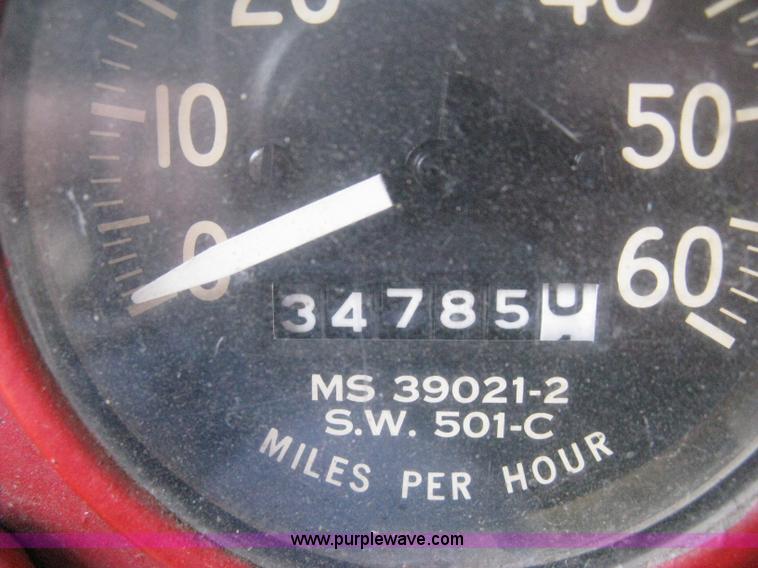 20 40
10 50
0 60
34785
MS 39021-2
S.W. 501-C
MILES PER HOUR
www.purplewave.com